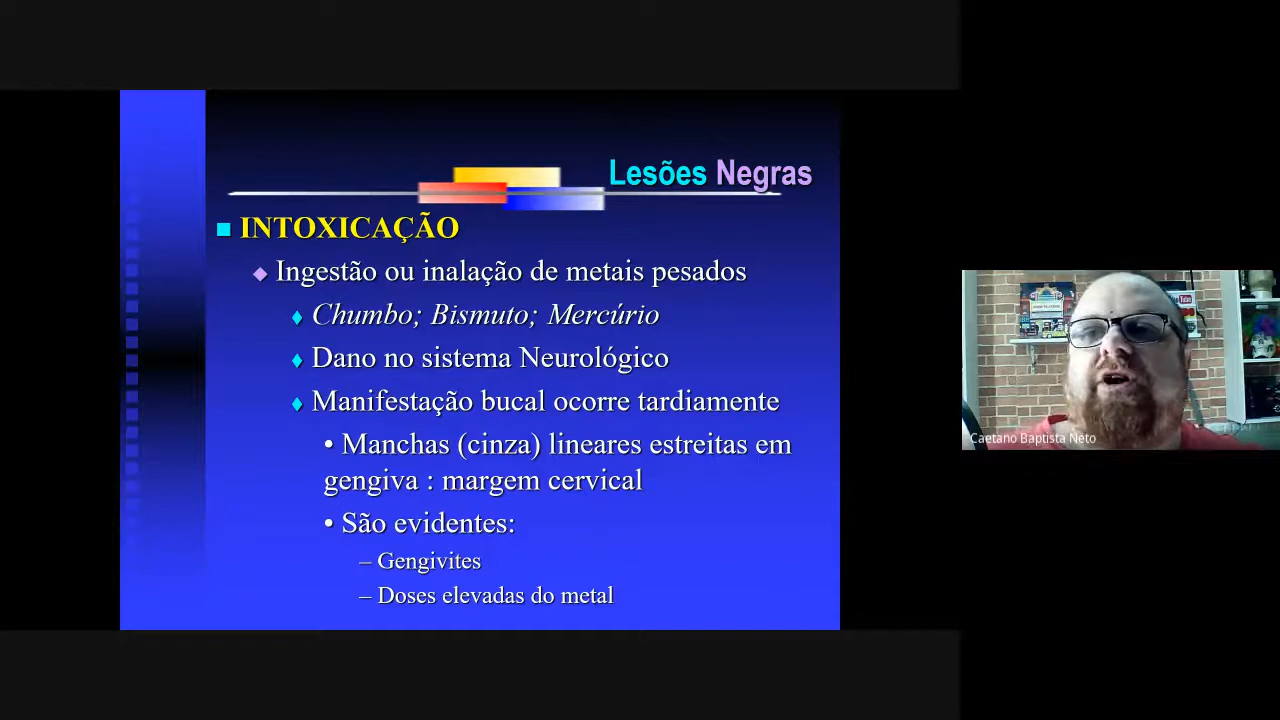 Lesões Negras
INTOXICAÇÃO
Ingestão ou inalação de metais pesados
Chumbo; Bismuto; Mercúrio
Dano no sistema Neurológico
Manifestação bucal ocorre tardiamente
• Manchas (cinza) lineares estreitas em
gengiva : margem cervical
• São evidentes:
– Gengivites
– Doses elevadas do metal
Caetano Baptista Neto